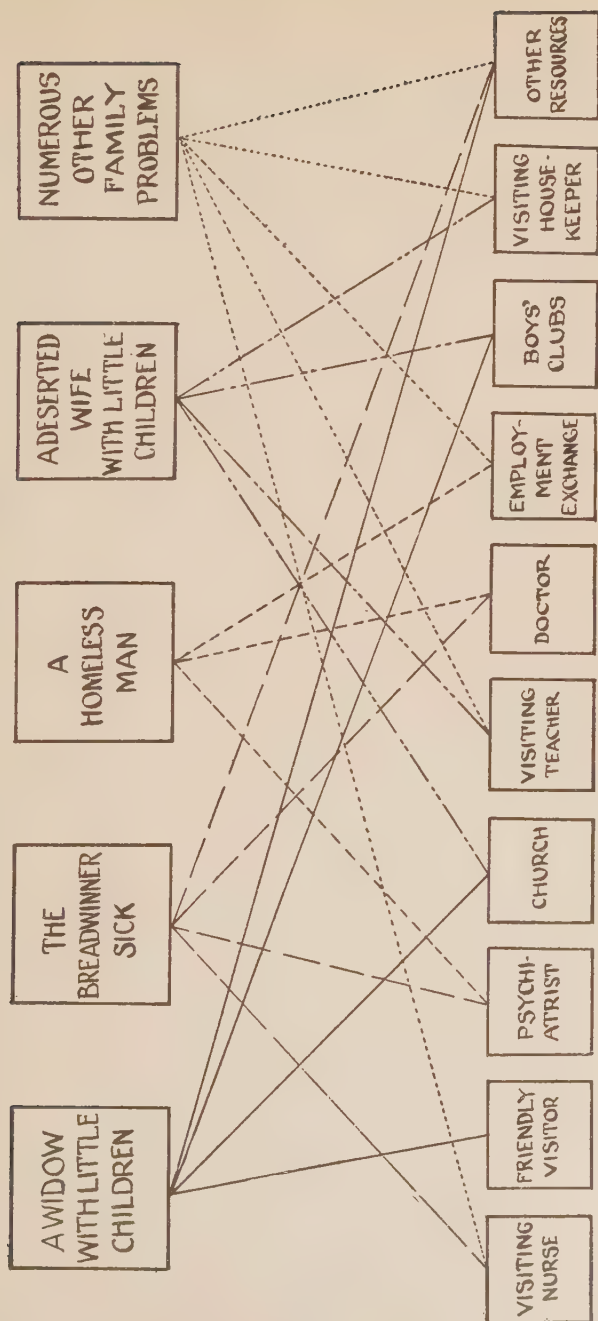 A WIDOW
WITH LITTLE
CHILDREN
THE
BREADWINNER
SICK
A
HOMELESS
MAN
A DESERTED
WIFE
WITH LITTLE
CHILDREN
NUMEROUS
OTHER
FAMILY
PROBLEMS
VISITING
NURSE
FRIENDLY
VISITOR
PSYCHI-
ATRIST
CHURCH
VISITING
TEACHER
DOCTOR
EMPLOY-
MENT
EXCHANGE
BOYS'
CLUBS
VISITING
HOUSE-
KEEPER
OTHER
RESOURCES